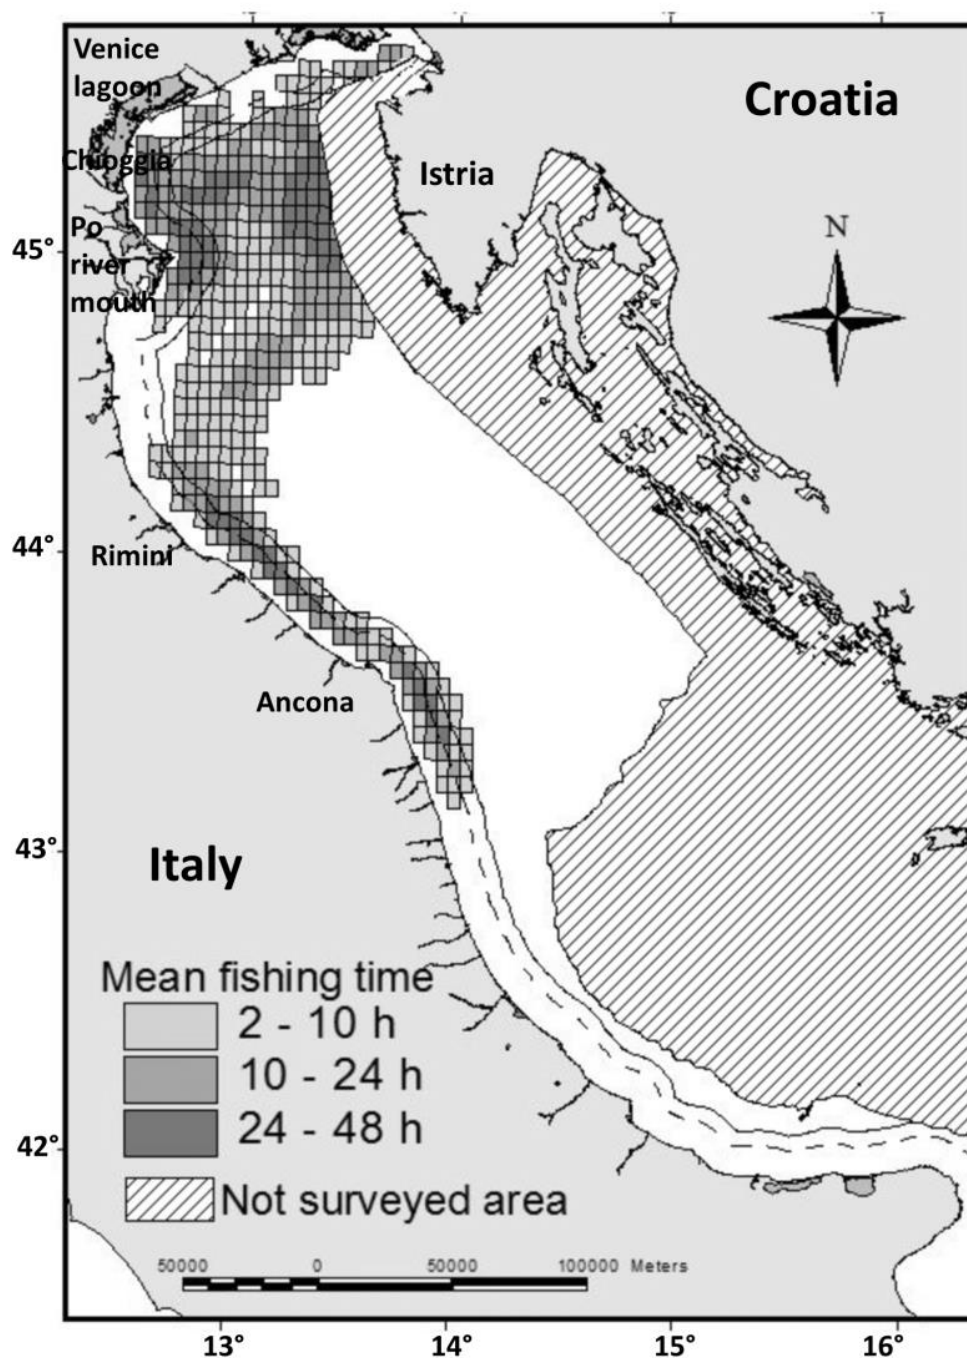 Venice
lagoon
Croatia
Chioggia
Istria
N
Po
45°
river
mouth
44°
Rimini
Ancona
43°
Italy
Mean fishing time
2 - 10 h
10 - 24 h
24 - 48 h
42°
Not surveyed area
50000 0 50000 100000 Meters
13° 14° 15° 16°